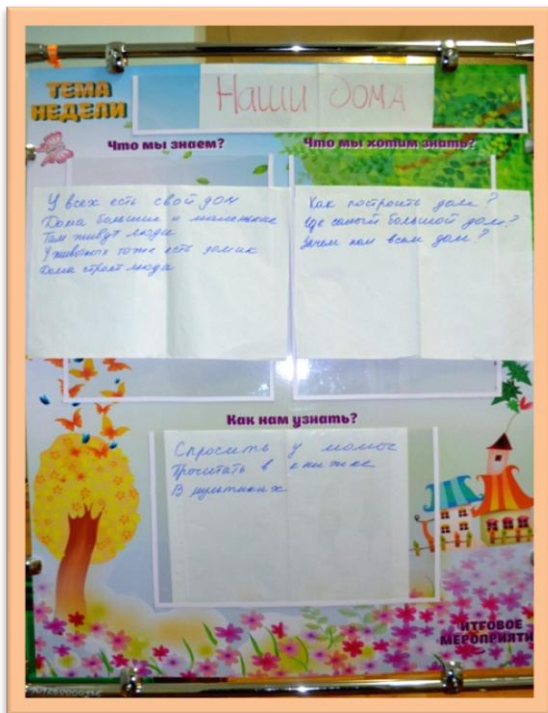 ТЕМА
НЕДЕЛИ
Наши дома
Что мы знаем?
У всех есть свой дом
Дома большие и маленькие
Там живут люди
У животных тоже есть домик
Дома строят люди
Что мы хотим знать?
Как построить дом?
Где самый большой дом?
Зачем нам всем дом?
Как нам узнать?
Спросить у мамы
Прочитать в книжке
В мультиках
ИТГОВОЕ
МЕРОПРИЯТИ